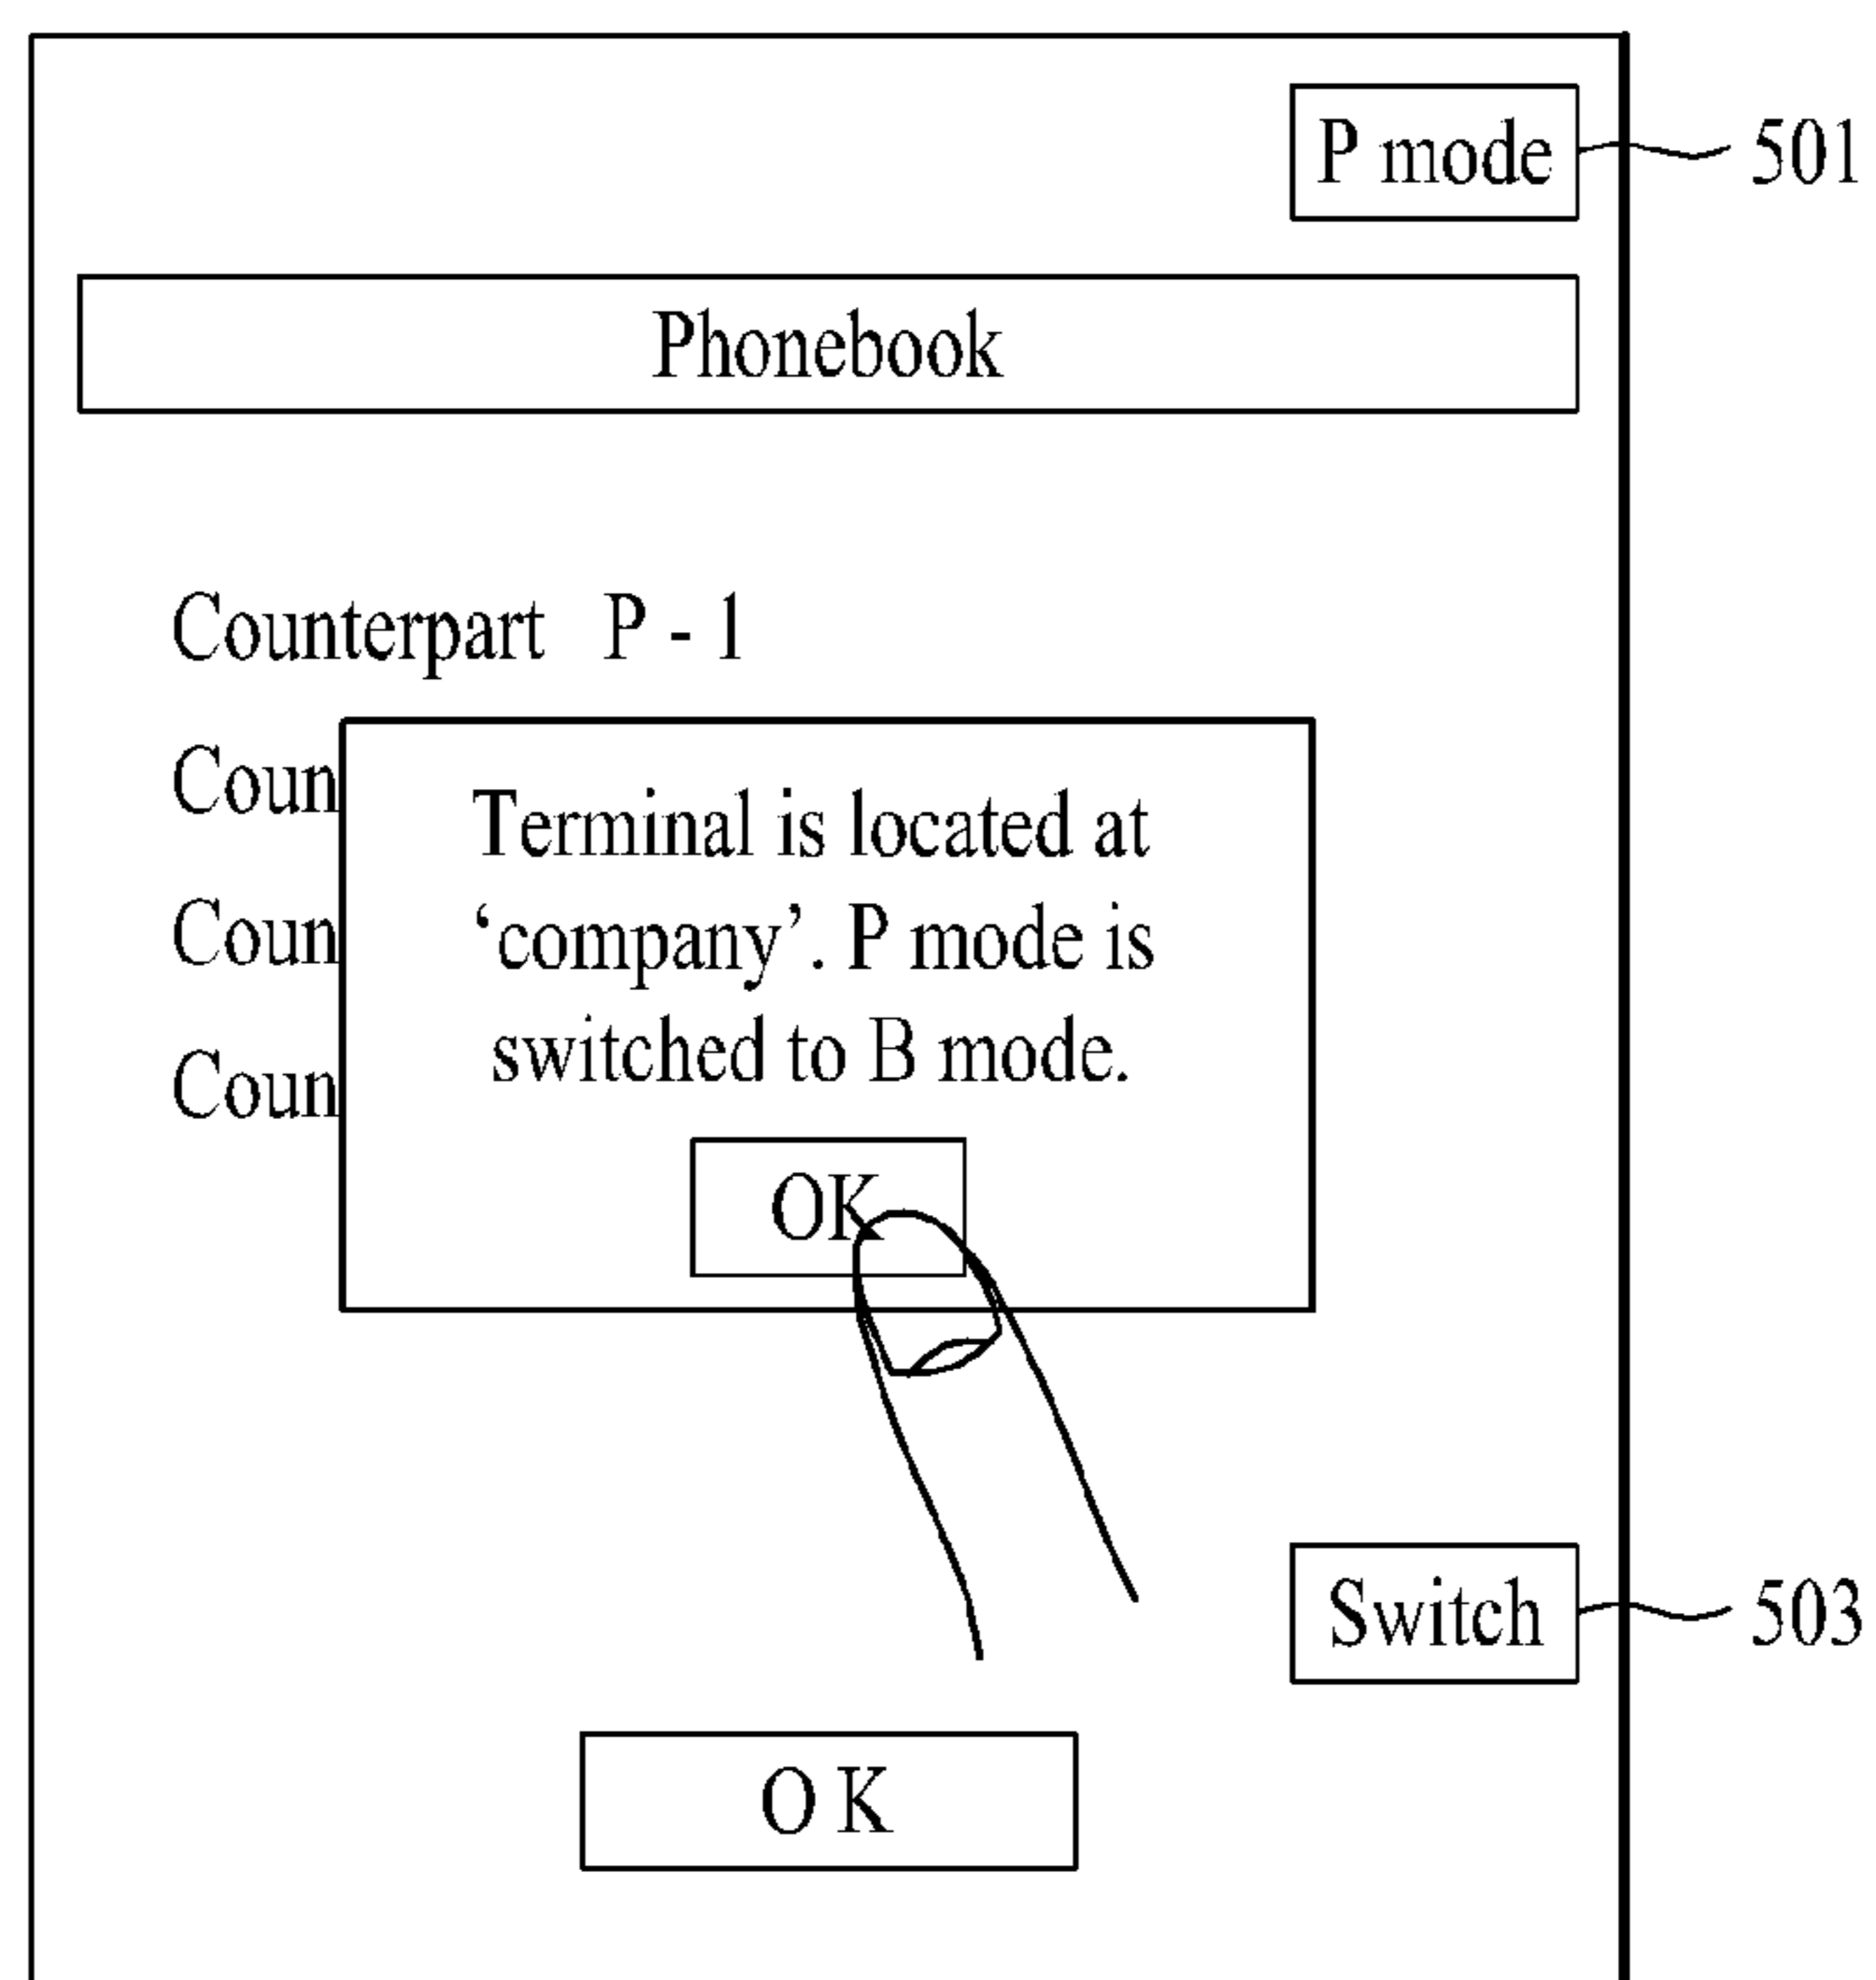 P mode
501
Phonebook
Counterpart P - 1
Coun
Terminal is located at
Coun
‘company’. P mode is
switched to B mode.
Coun
OK
Switch
503
OK